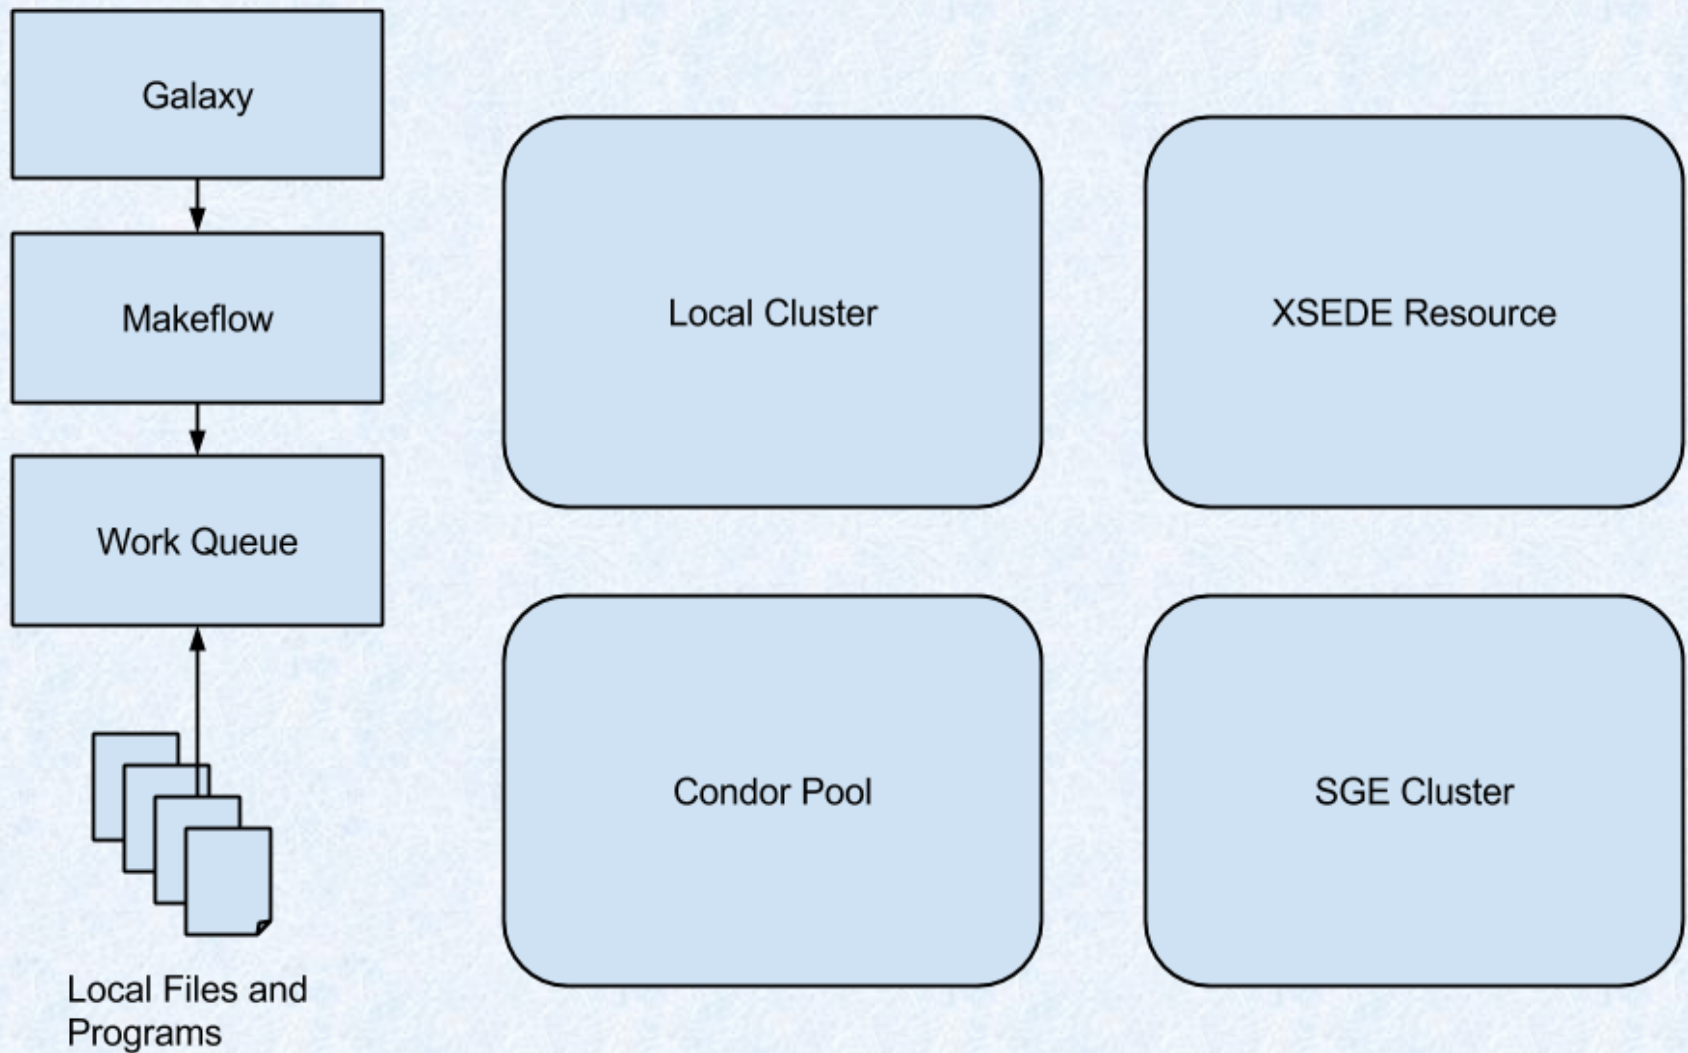 Galaxy
Makeflow
Work Queue
Local Files and
Programs
Local Cluster
XSEDE Resource
Condor Pool
SGE Cluster